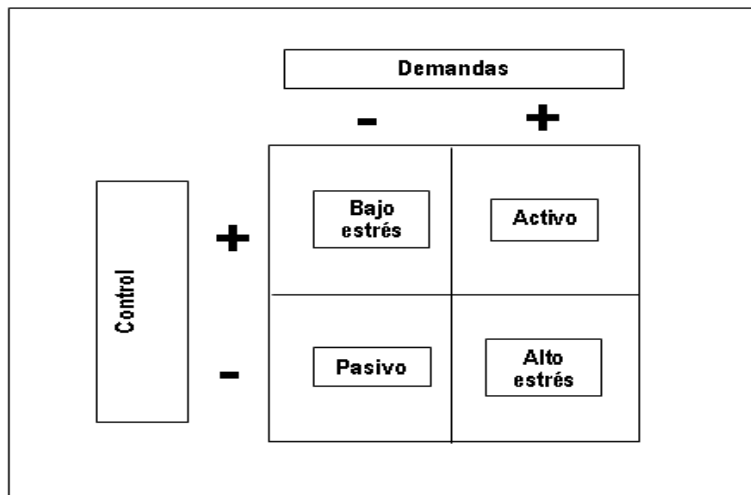 Demandas
- +
Control
+
Bajo
estrés
Activo
-
Pasivo
Alto
estrés